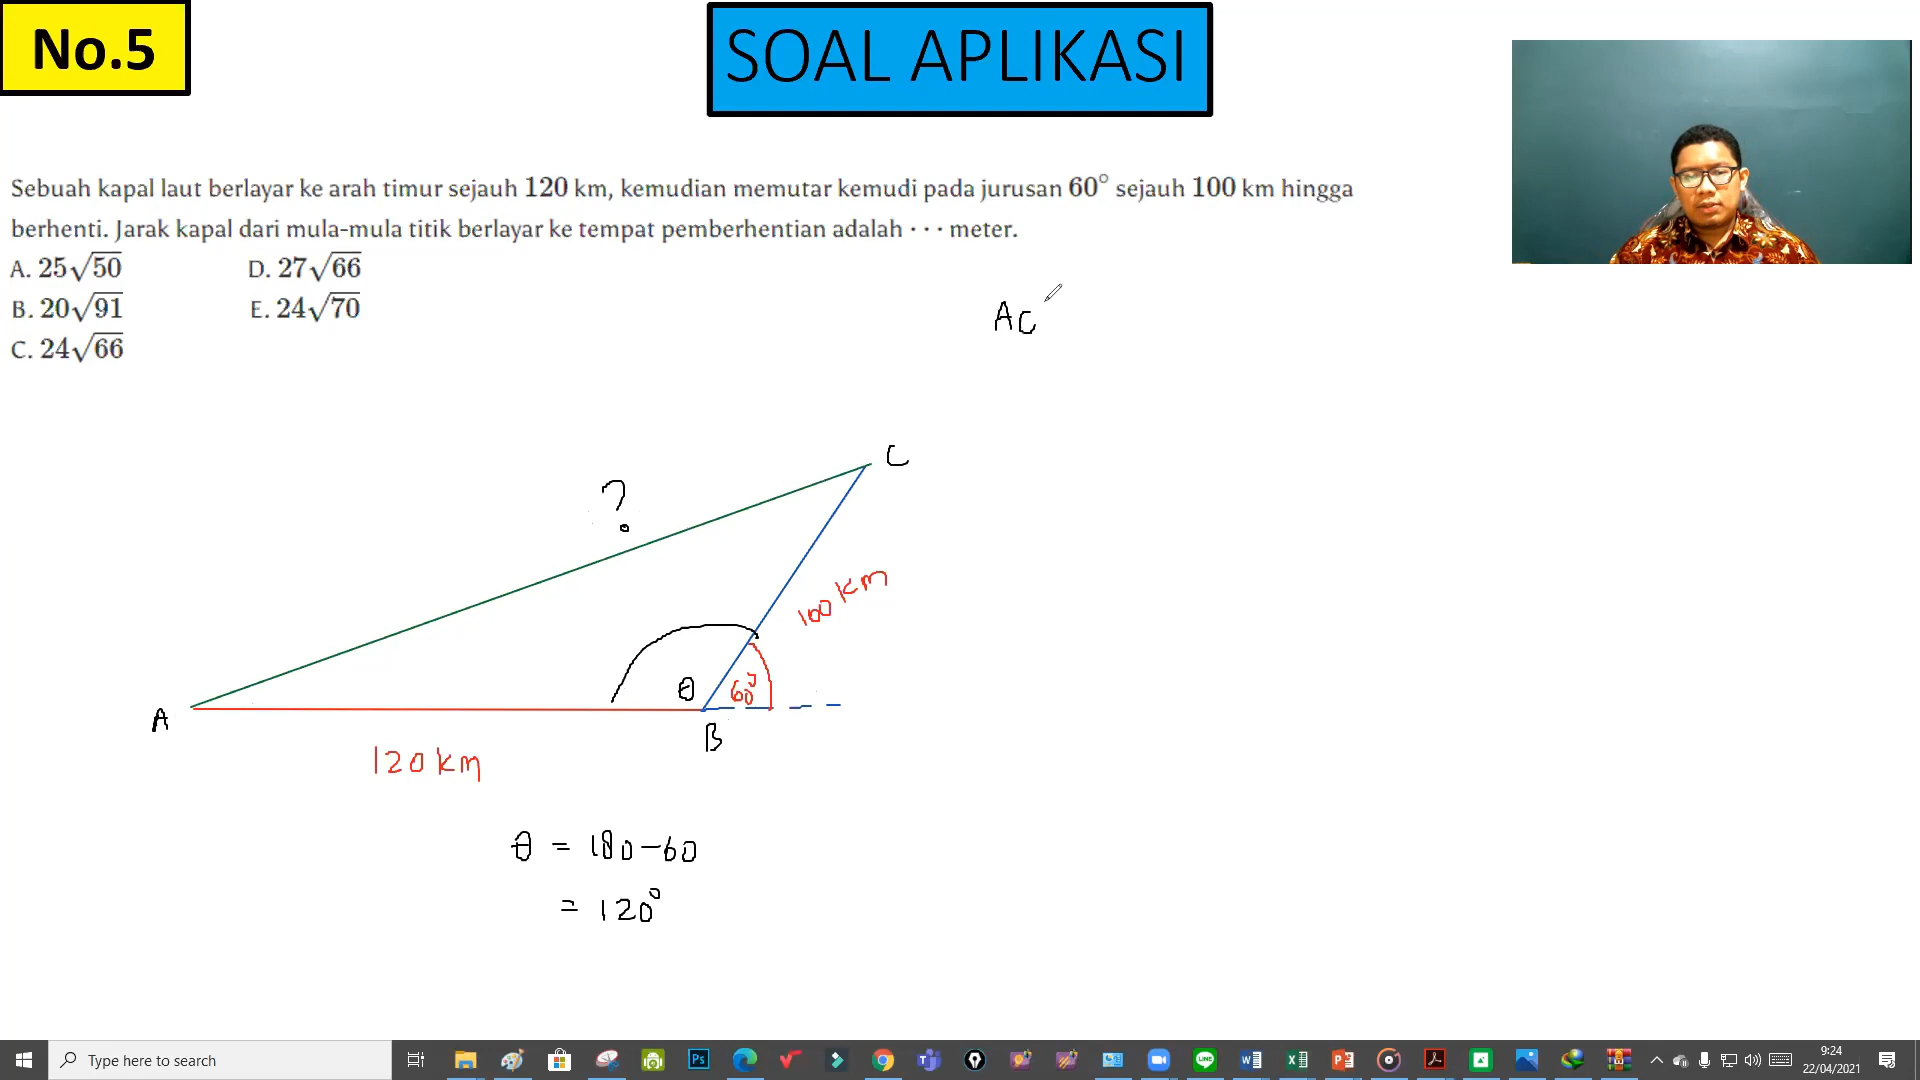 No.5
SOAL APLIKASI
Sebuah kapal laut berlayar ke arah timur sejauh 120 km, kemudian memutar kemudi pada jurusan 60° sejauh 100 km hingga
berhenti. Jarak kapal dari mula-mula titik berlayar ke tempat pemberhentian adalah ··· meter.
A. 25√50 D. 27√66
B. 20√91 E. 24√70
C. 24√66
AC
C
?
100 km
θ 60°
A
B
120 km
θ = 180-60
= 120°
Type here to search
9:24
22/04/2021